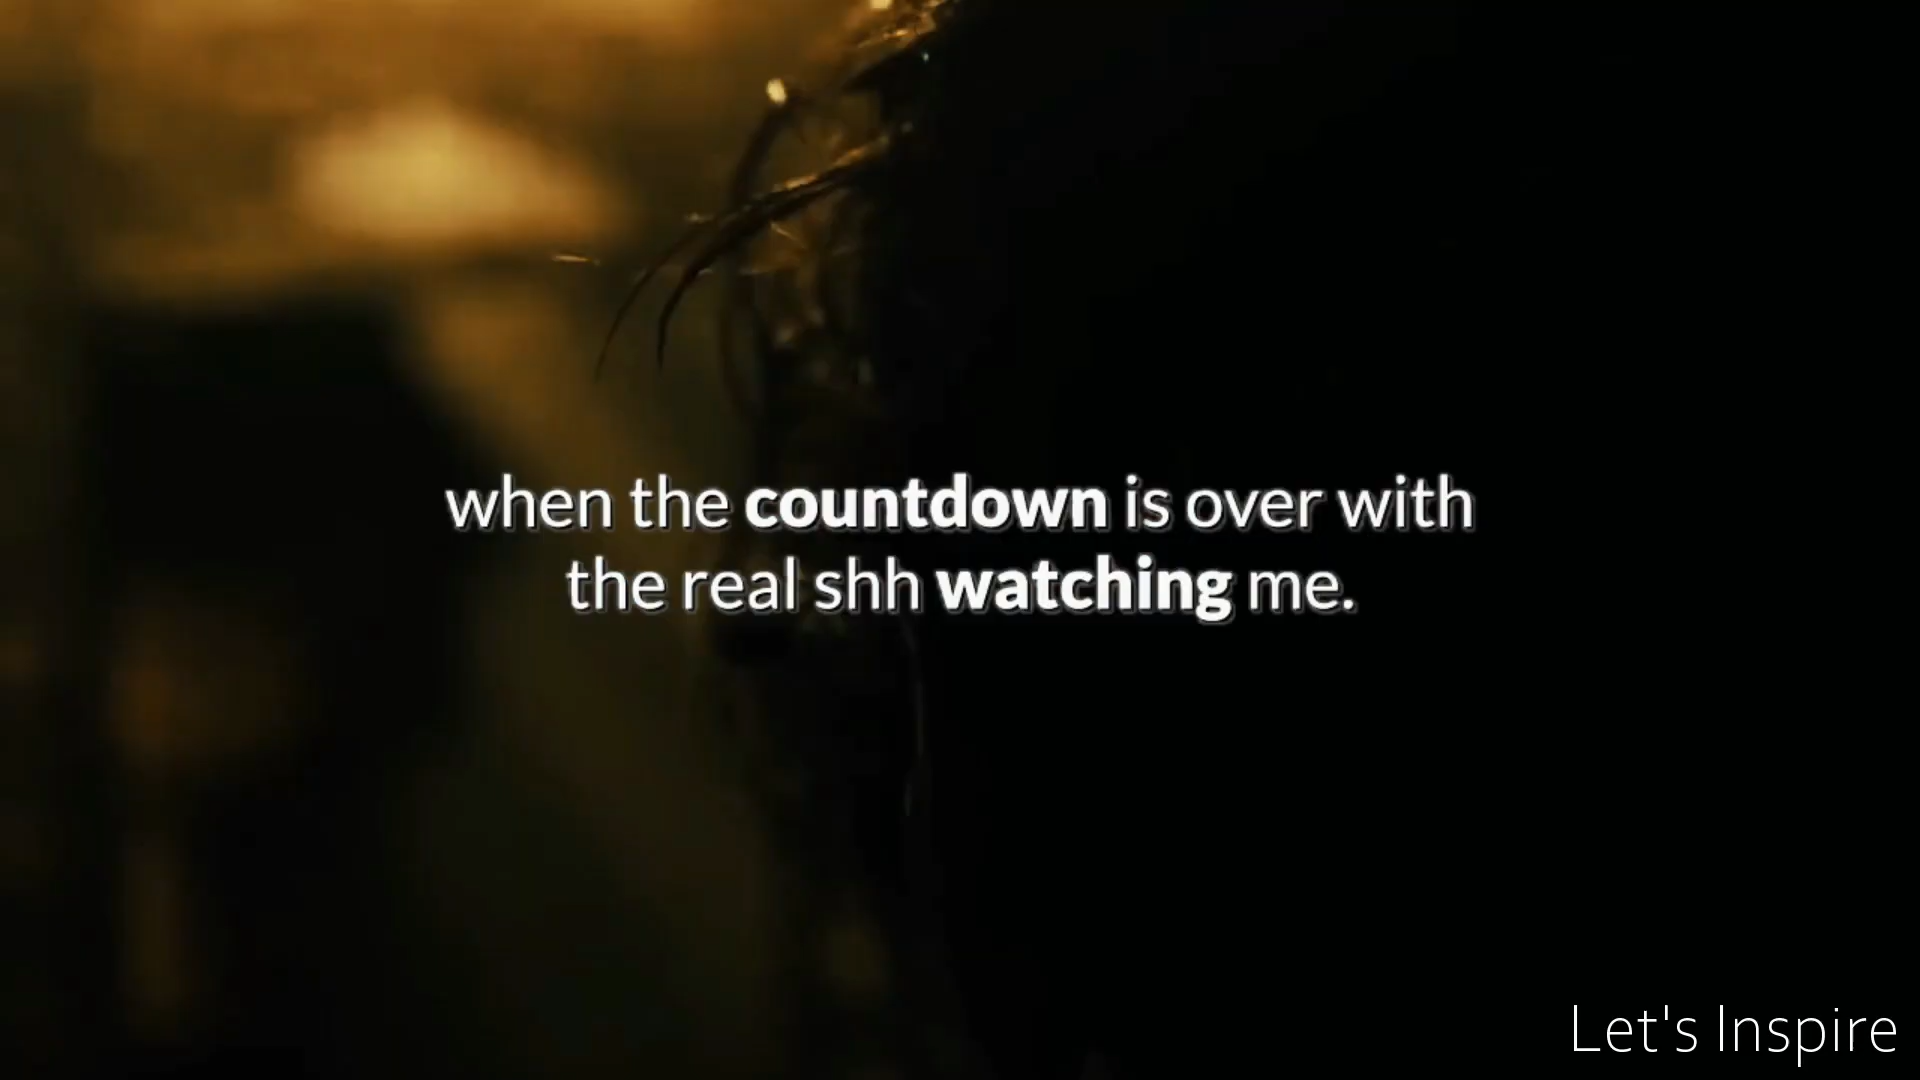 when the countdown is over with
the real shh watching me.
Let's Inspire